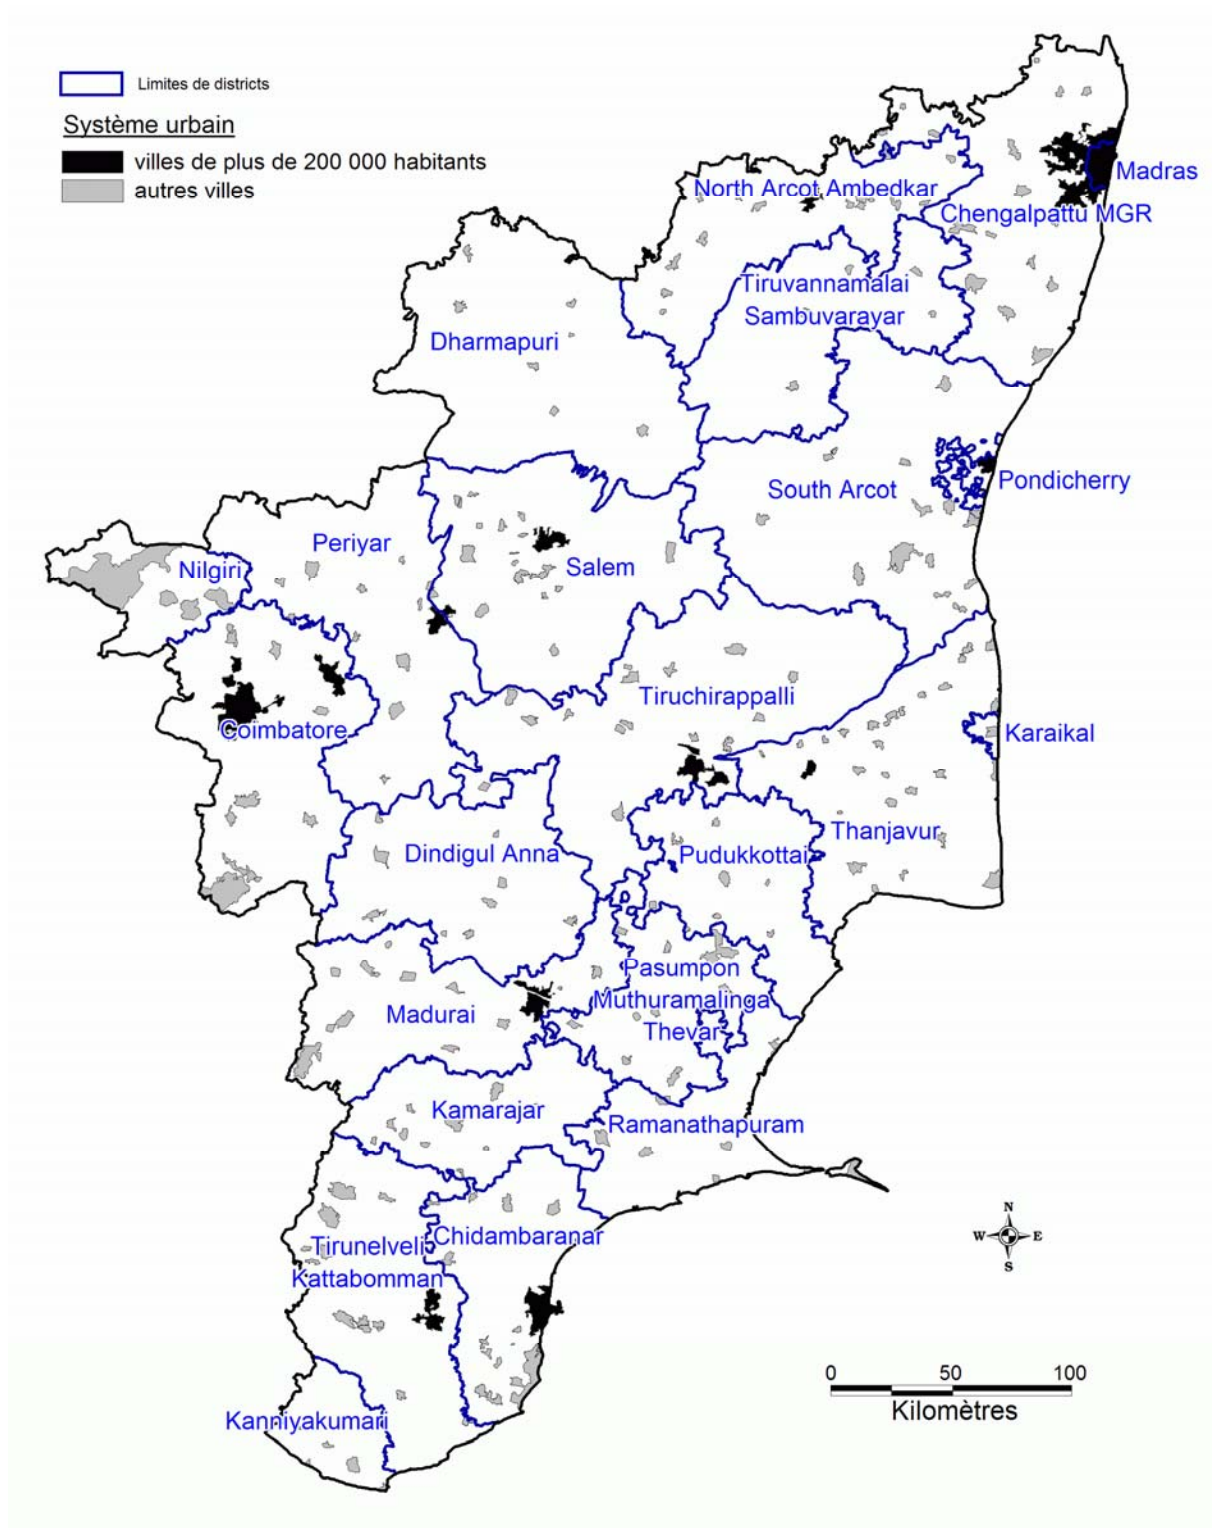 Limites de districts
Système urbain
villes de plus de 200 000 habitants
autres villes
Madras
North Arcot Ambedkar
Chengalpattu MGR
Tiruvannamalai
Sambuvarayar
Dharmapuri
South Arcot
Pondicherry
Periyar
Nilgiri
Salem
Tiruchirappalli
Coimbatore
Karaikal
Thanjavur
Dindigul Anna
Pudukkottai
Pasumpon
Muthuramalinga
Thevar
Madurai
Kamarajar
Ramanathapuram
Chidambaranar
Tirunelveli
Kattabomman
Kanniyakumari
N
W E
S
0 50 100
Kilomètres